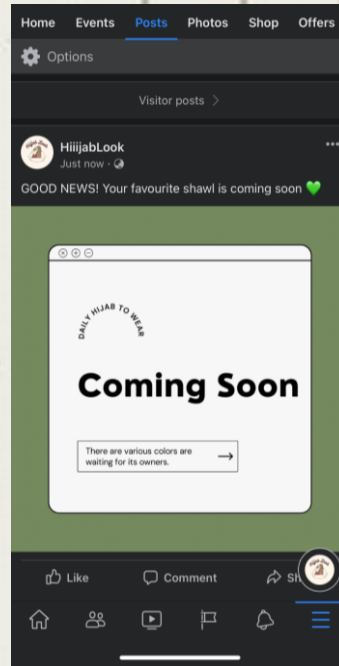 Home Events Posts Photos Shop Offers
Options
Visitor posts
HiiijabLook
Just now
GOOD NEWS! Your favourite shawl is coming soon 💚
DAILY HIJAB TO WEAR
Coming Soon
There are various colors are
waiting for its owners.
Like Comment